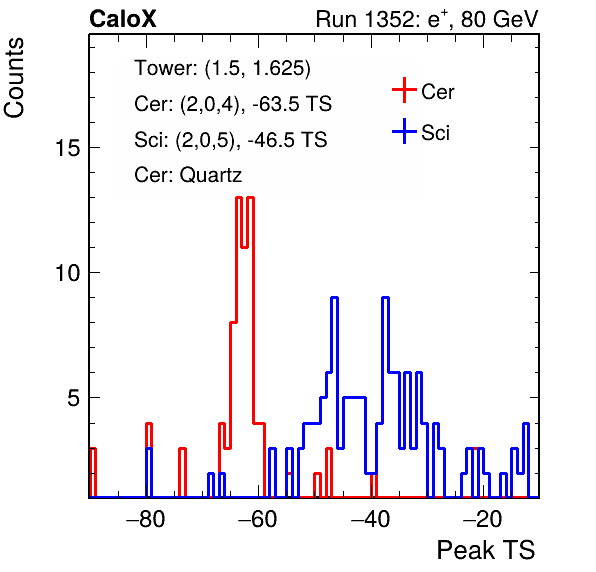 CaloX Run 1352: e⁺, 80 GeV
Counts
Tower: (1.5, 1.625)
Cer: (2,0,4), -63.5 TS
Sci: (2,0,5), -46.5 TS
Cer: Quartz
Cer
Sci
15
10
5
−80 −60 −40 −20
Peak TS